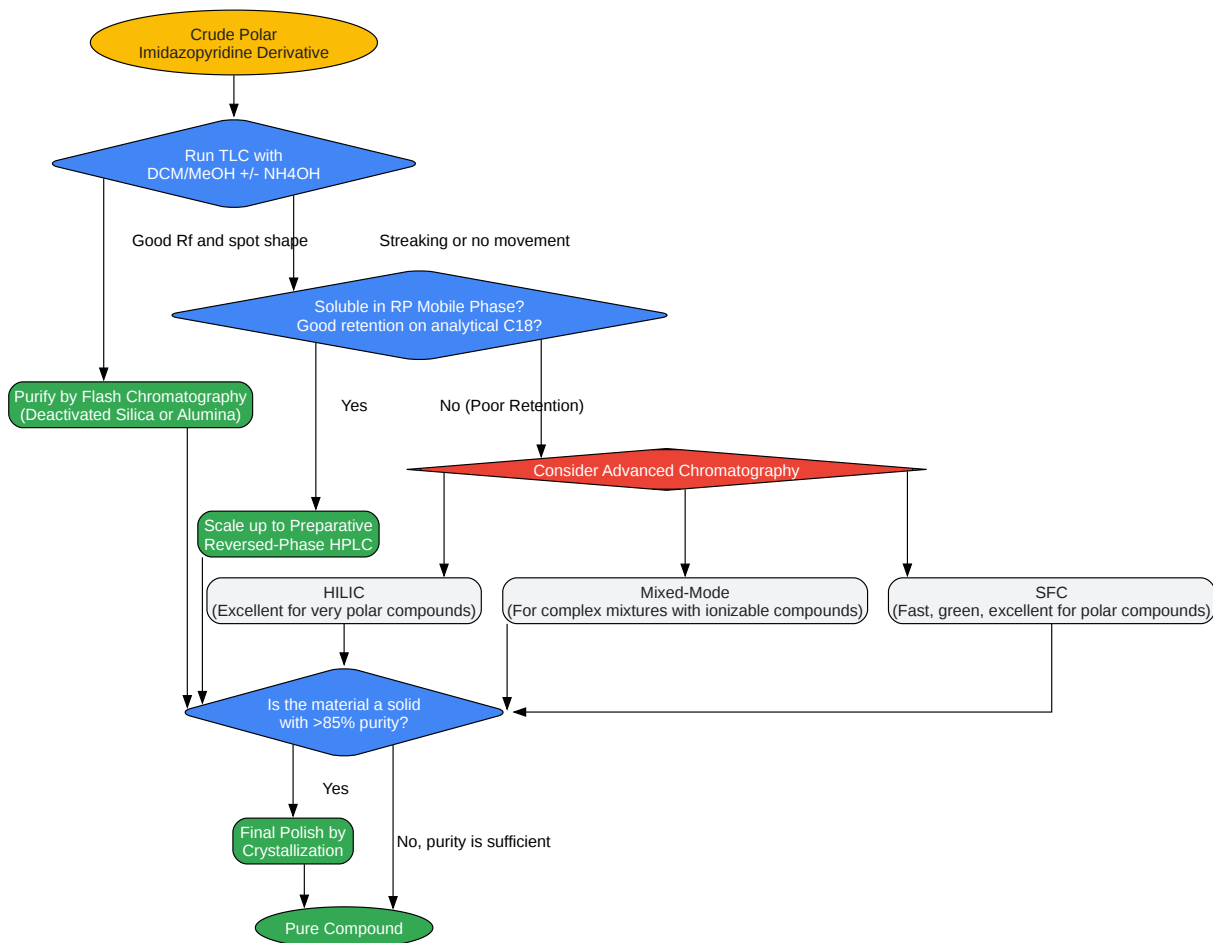 Crude Polar
Imidazopyridine Derivative
Run TLC with
DCM/MeOH +/- NH4OH
Good Rf and spot shape
Streaking or no movement
Soluble in RP Mobile Phase?
Good retention on analytical C18?
Purify by Flash Chromatography
(Deactivated Silica or Alumina)
Yes
No (Poor Retention)
Consider Advanced Chromatography
Scale up to Preparative
Reversed-Phase HPLC
HILIC
(Excellent for very polar compounds)
Mixed-Mode
(For complex mixtures with ionizable compounds)
SFC
(Fast, green, excellent for polar compounds)
Is the material a solid
with >85% purity?
Yes
Final Polish by
Crystallization
No, purity is sufficient
Pure Compound